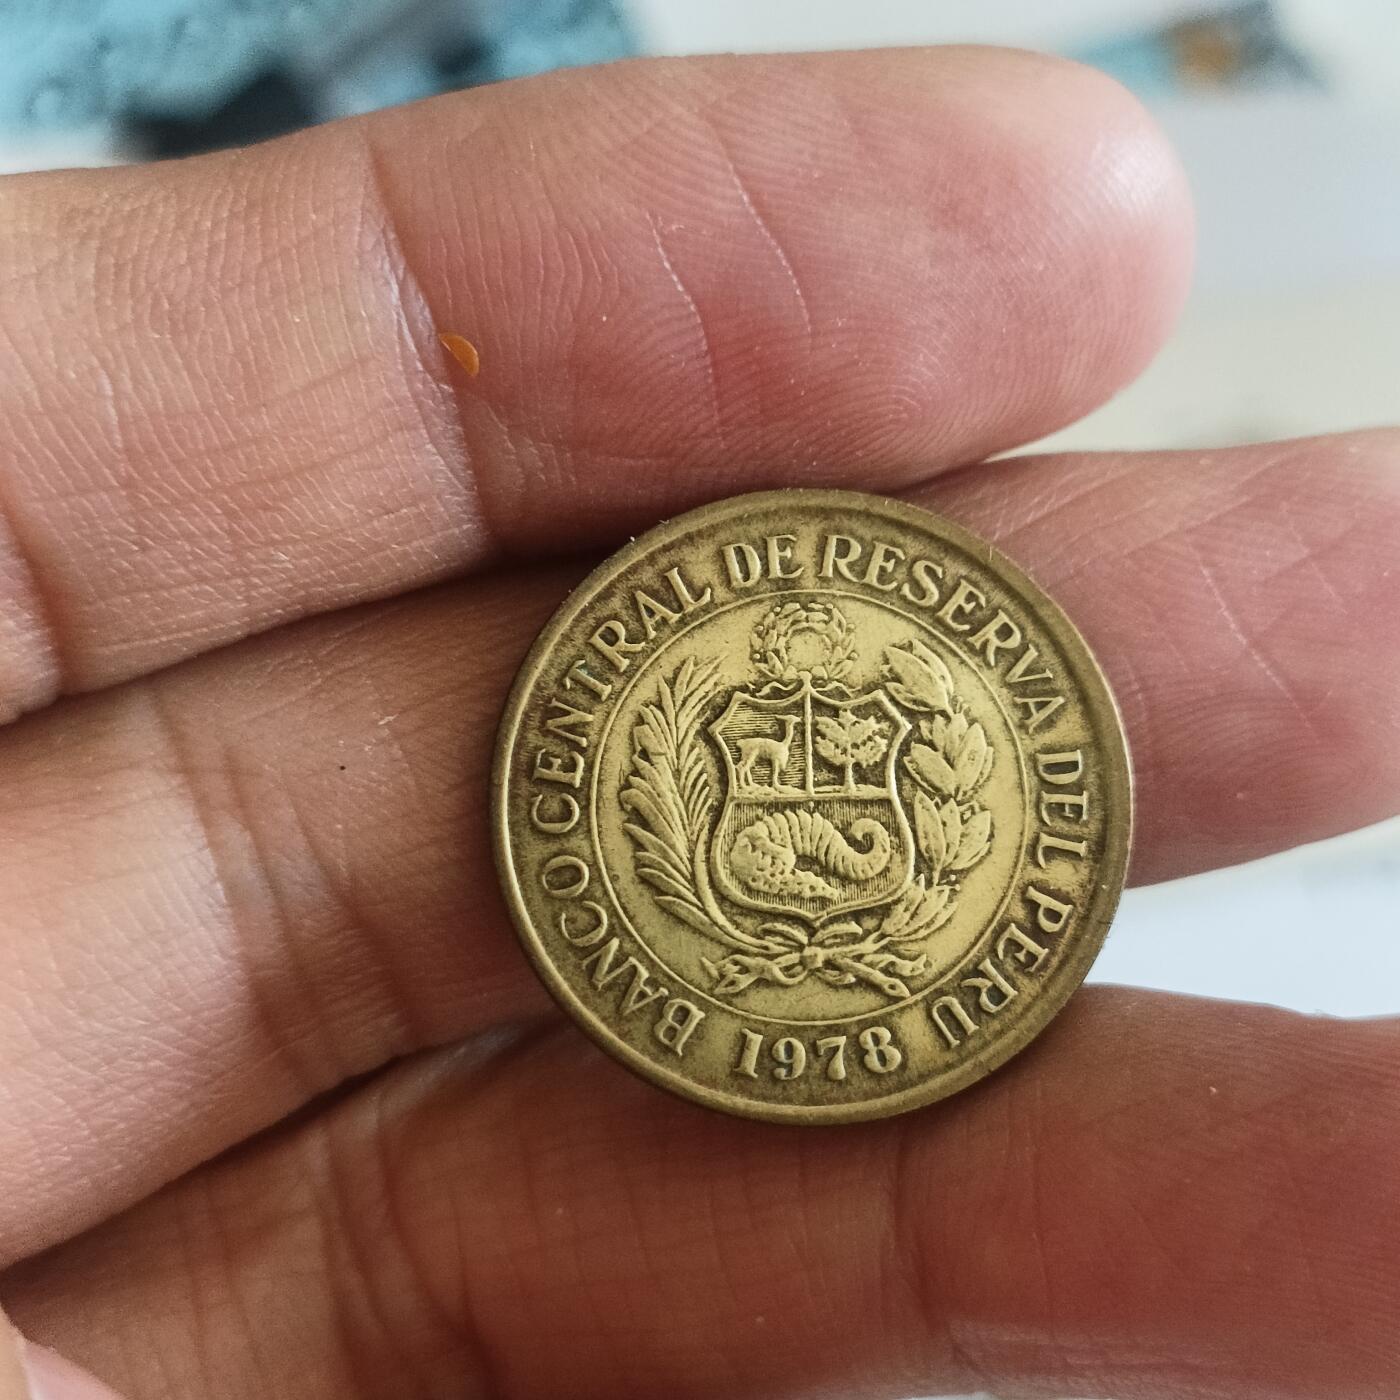 BANCO CENTRAL DE RESERVA DEL PERU
1978